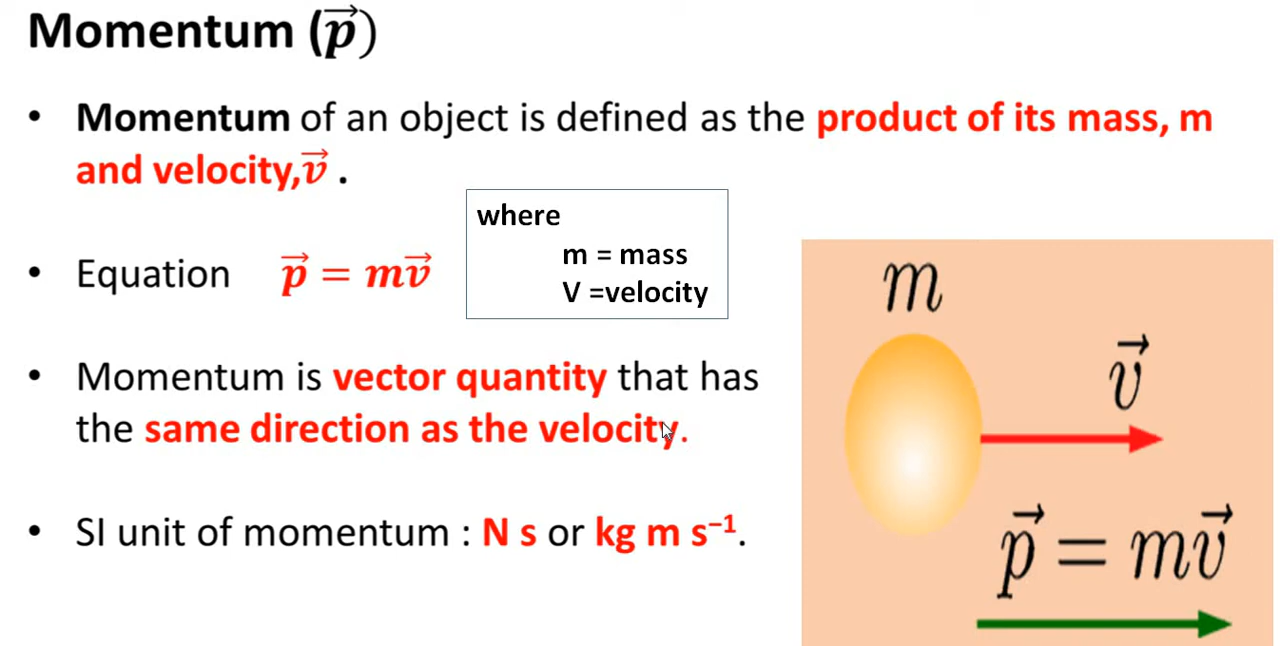 Momentum (p⃗)
• Momentum of an object is defined as the product of its mass, m
and velocity,v⃗ .
where
m = mass
V =velocity
• Equation p⃗ = mv⃗
• Momentum is vector quantity that has
the same direction as the velocity.
• SI unit of momentum : N s or kg m s⁻¹.
m
v⃗
p⃗ = mv⃗